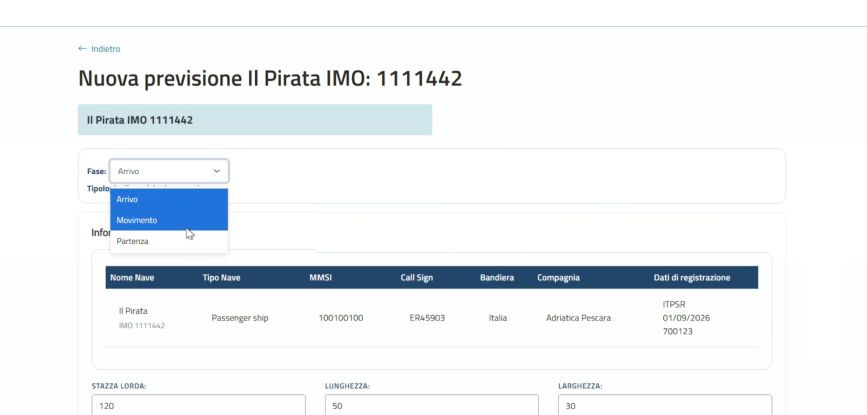 ← Indietro
Nuova previsione Il Pirata IMO: 1111442
Il Pirata IMO 1111442
Fase: Arrivo
Arrivo
Movimento
Partenza
Nome Nave Tipo Nave MMSI Call Sign Bandiera Compagnia Dati di registrazione
Il Pirata IMO 1111442 Passenger ship 100100100 ER45903 Italia Adriatica Pescara ITPSR 01/09/2026 700123
STAZZA LORDA: LUNGHEZZA: LARGHEZZA:
120 50 30